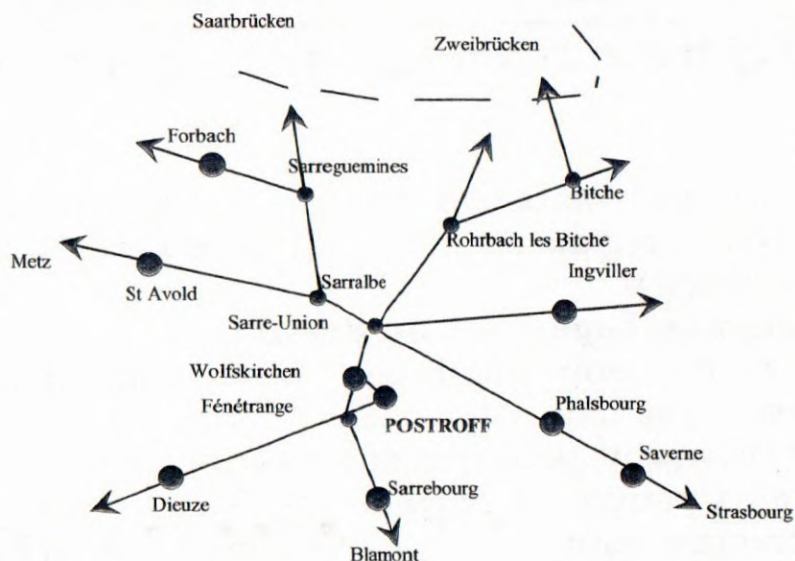 Saarbrücken
Zweibrücken
Forbach
Sarreguemines
Bitche
Rohrbach les Bitche
Metz
St Avold
Sarralbe
Ingviller
Sarre-Union
Wolfskirchen
Fénétrange
POSTROFF
Phalsbourg
Saverne
Dieuze
Sarrebourg
Strasbourg
Blamont